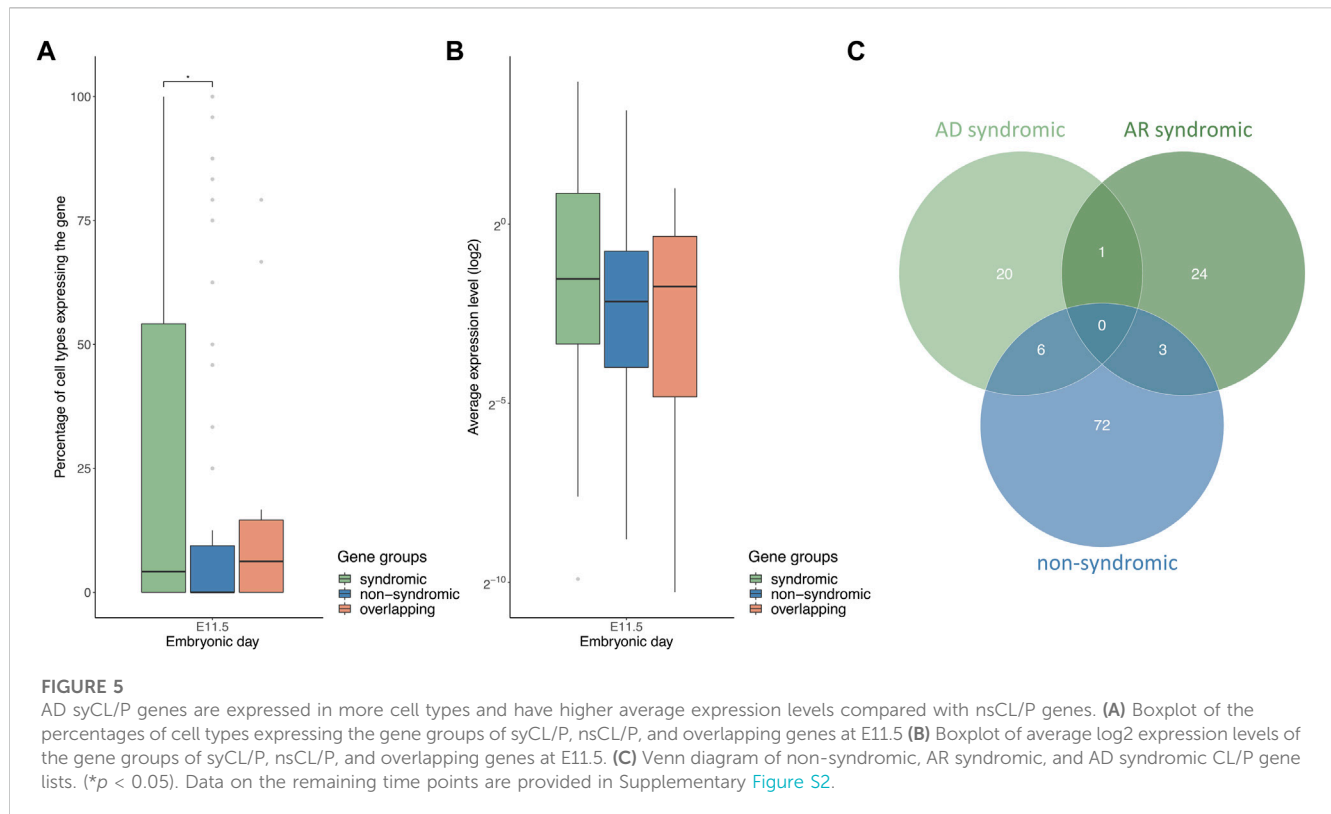 A
*
100
75
50
25
0
Percentage of cell types expressing the gene
E11.5
Embryonic day
Gene groups
syndromic
non-syndromic
overlapping
B
2^0
2^-5
2^-10
Average expression level (log2)
E11.5
Embryonic day
Gene groups
syndromic
non-syndromic
overlapping
C
AD syndromic
AR syndromic
1
20
24
0
6
3
72
non-syndromic
FIGURE 5
AD syCL/P genes are expressed in more cell types and have higher average expression levels compared with nsCL/P genes. (A) Boxplot of the
percentages of cell types expressing the gene groups of syCL/P, nsCL/P, and overlapping genes at E11.5 (B) Boxplot of average log2 expression levels of
the gene groups of syCL/P, nsCL/P, and overlapping genes at E11.5. (C) Venn diagram of non-syndromic, AR syndromic, and AD syndromic CL/P gene
lists. (*p < 0.05). Data on the remaining time points are provided in Supplementary Figure S2.